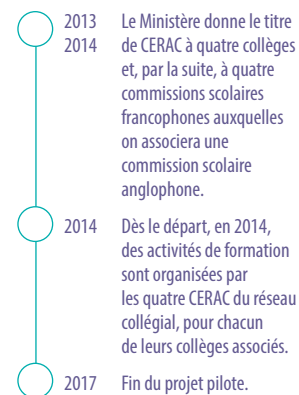 2013 Le Ministère donne le titre
2014 de CERAC à quatre collèges
et, par la suite, à quatre
commissions scolaires
francophones auxquelles
on associera une
commission scolaire
anglophone.
2014 Dès le départ, en 2014,
des activités de formation
sont organisées par
les quatre CERAC du réseau
collégial, pour chacun
de leurs collèges associés.
2017 Fin du projet pilote.